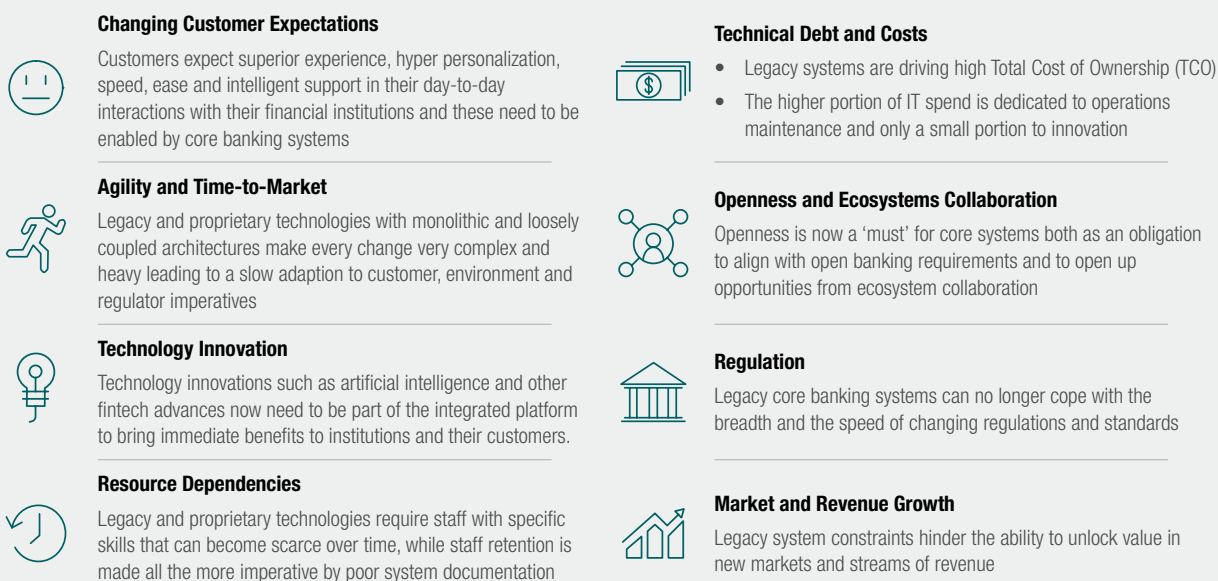 Changing Customer Expectations
Customers expect superior experience, hyper personalization,
speed, ease and intelligent support in their day-to-day
interactions with their financial institutions and these need to be
enabled by core banking systems
Agility and Time-to-Market
Legacy and proprietary technologies with monolithic and loosely
coupled architectures make every change very complex and
heavy leading to a slow adaption to customer, environment and
regulator imperatives
Technology Innovation
Technology innovations such as artificial intelligence and other
fintech advances now need to be part of the integrated platform
to bring immediate benefits to institutions and their customers.
Resource Dependencies
Legacy and proprietary technologies require staff with specific
skills that can become scarce over time, while staff retention is
made all the more imperative by poor system documentation
Technical Debt and Costs
• Legacy systems are driving high Total Cost of Ownership (TCO)
• The higher portion of IT spend is dedicated to operations
maintenance and only a small portion to innovation
Openness and Ecosystems Collaboration
Openness is now a ‘must’ for core systems both as an obligation
to align with open banking requirements and to open up
opportunities from ecosystem collaboration
Regulation
Legacy core banking systems can no longer cope with the
breadth and the speed of changing regulations and standards
Market and Revenue Growth
Legacy system constraints hinder the ability to unlock value in
new markets and streams of revenue